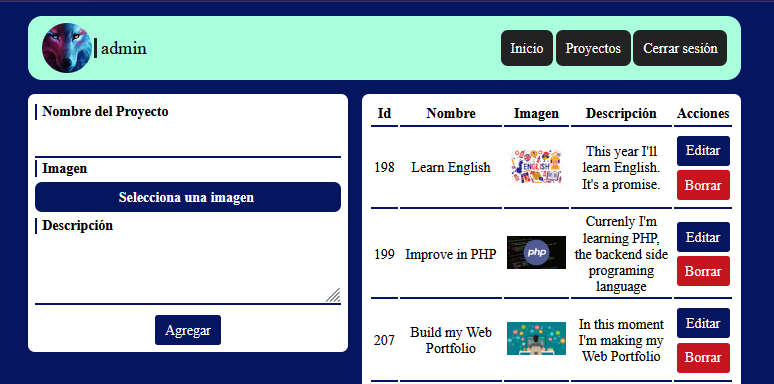 admin
Inicio Proyectos Cerrar sesión
Nombre del Proyecto
Imagen
Selecciona una imagen
Descripción
Agregar
Id Nombre Imagen Descripción Acciones
198 Learn English
ENGLISH
This year I'll
learn English.
It's a promise.
Editar
Borrar
199 Improve in PHP
php
Currenly I'm
learning PHP,
the backend side
programing
language
Editar
Borrar
207
Build my Web
Portfolio
In this moment
I'm making my
Web Portfolio
Editar
Borrar